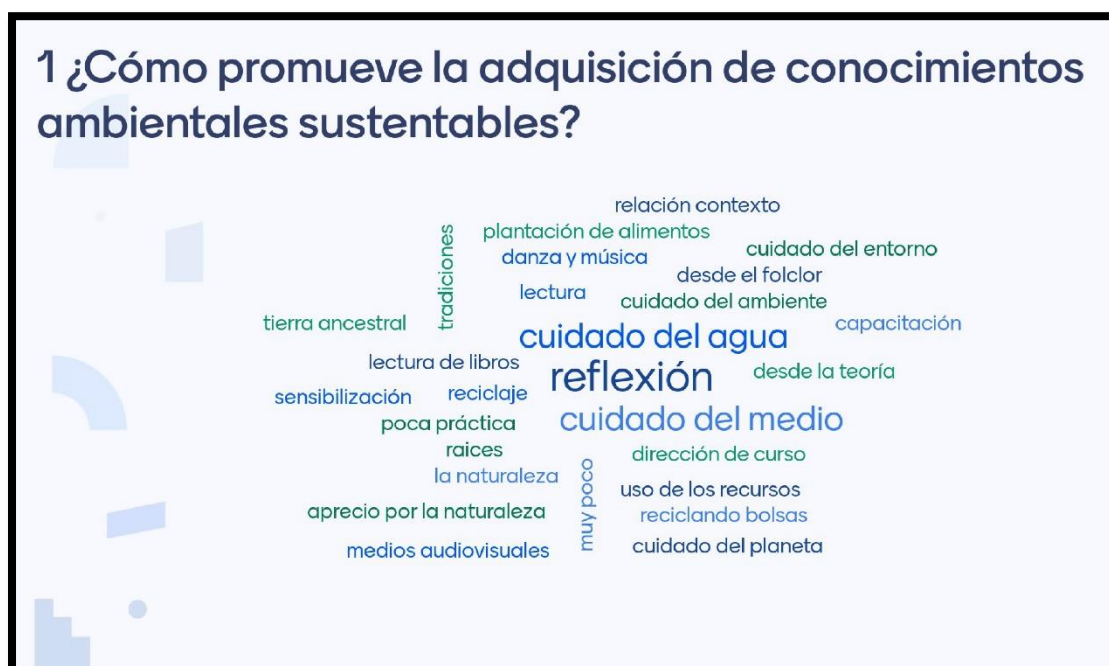 1 ¿Cómo promueve la adquisición de conocimientos
ambientales sustentables?
relación contexto
plantación de alimentos
tradiciones
cuidado del entorno
danza y música
desde el folclor
lectura
cuidado del ambiente
tierra ancestral
capacitación
cuidado del agua
lectura de libros
reflexión
desde la teoría
sensibilización
reciclaje
cuidado del medio
poca práctica
raices
dirección de curso
la naturaleza
muy poco
uso de los recursos
aprecio por la naturaleza
reciclando bolsas
medios audiovisuales
cuidado del planeta